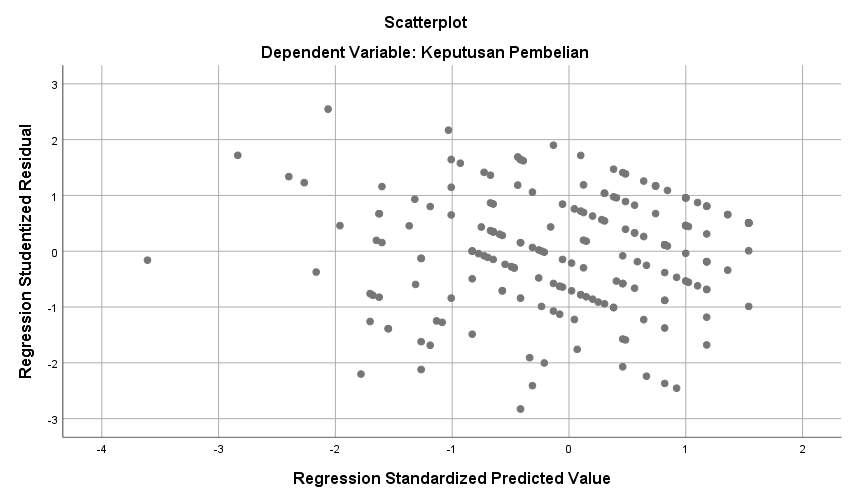 Scatterplot
Dependent Variable: Keputusan Pembelian
Regression Studentized Residual
3
2
1
0
-1
-2
-3
-4 -3 -2 -1 0 1 2
Regression Standardized Predicted Value